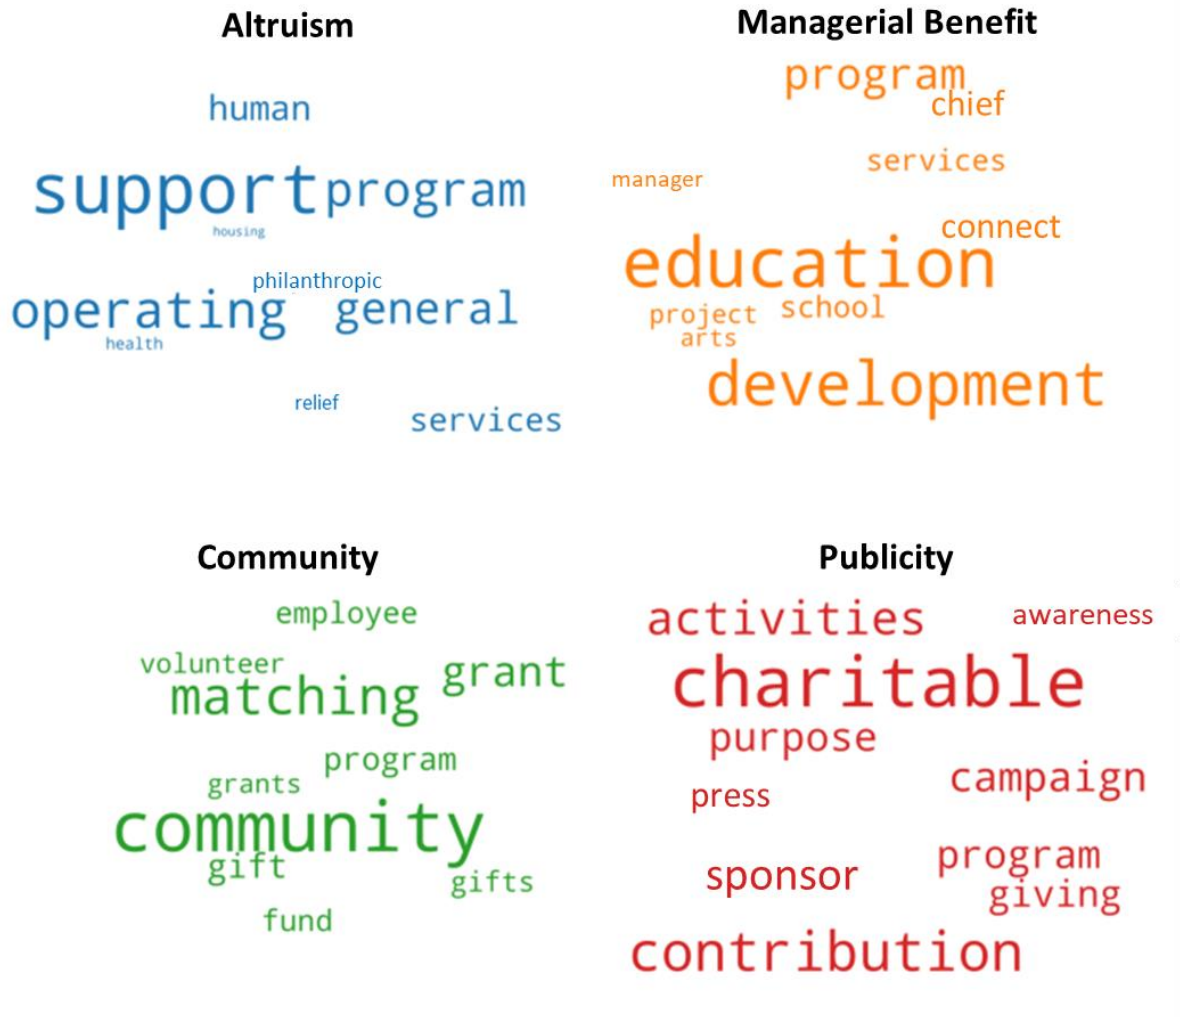 Altruism
human
support program
housing
philanthropic
operating general
health
relief
services
Managerial Benefit
program
chief
services
manager
connect
education
project school
arts
development
Community
employee
volunteer
matching grant
program
grants
community
gift
gifts
fund
Publicity
activities awareness
charitable
purpose
campaign
press
program
sponsor
giving
contribution